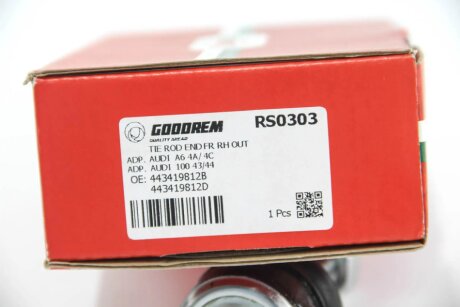 GOODREM
QUALITY AHEAD
RS0303
TIE ROD END FR RH OUT
ADP. AUDI A6 4A/ 4C
ADP. AUDI 100 43/44
OE: 443419812B
443419812D
1 Pcs